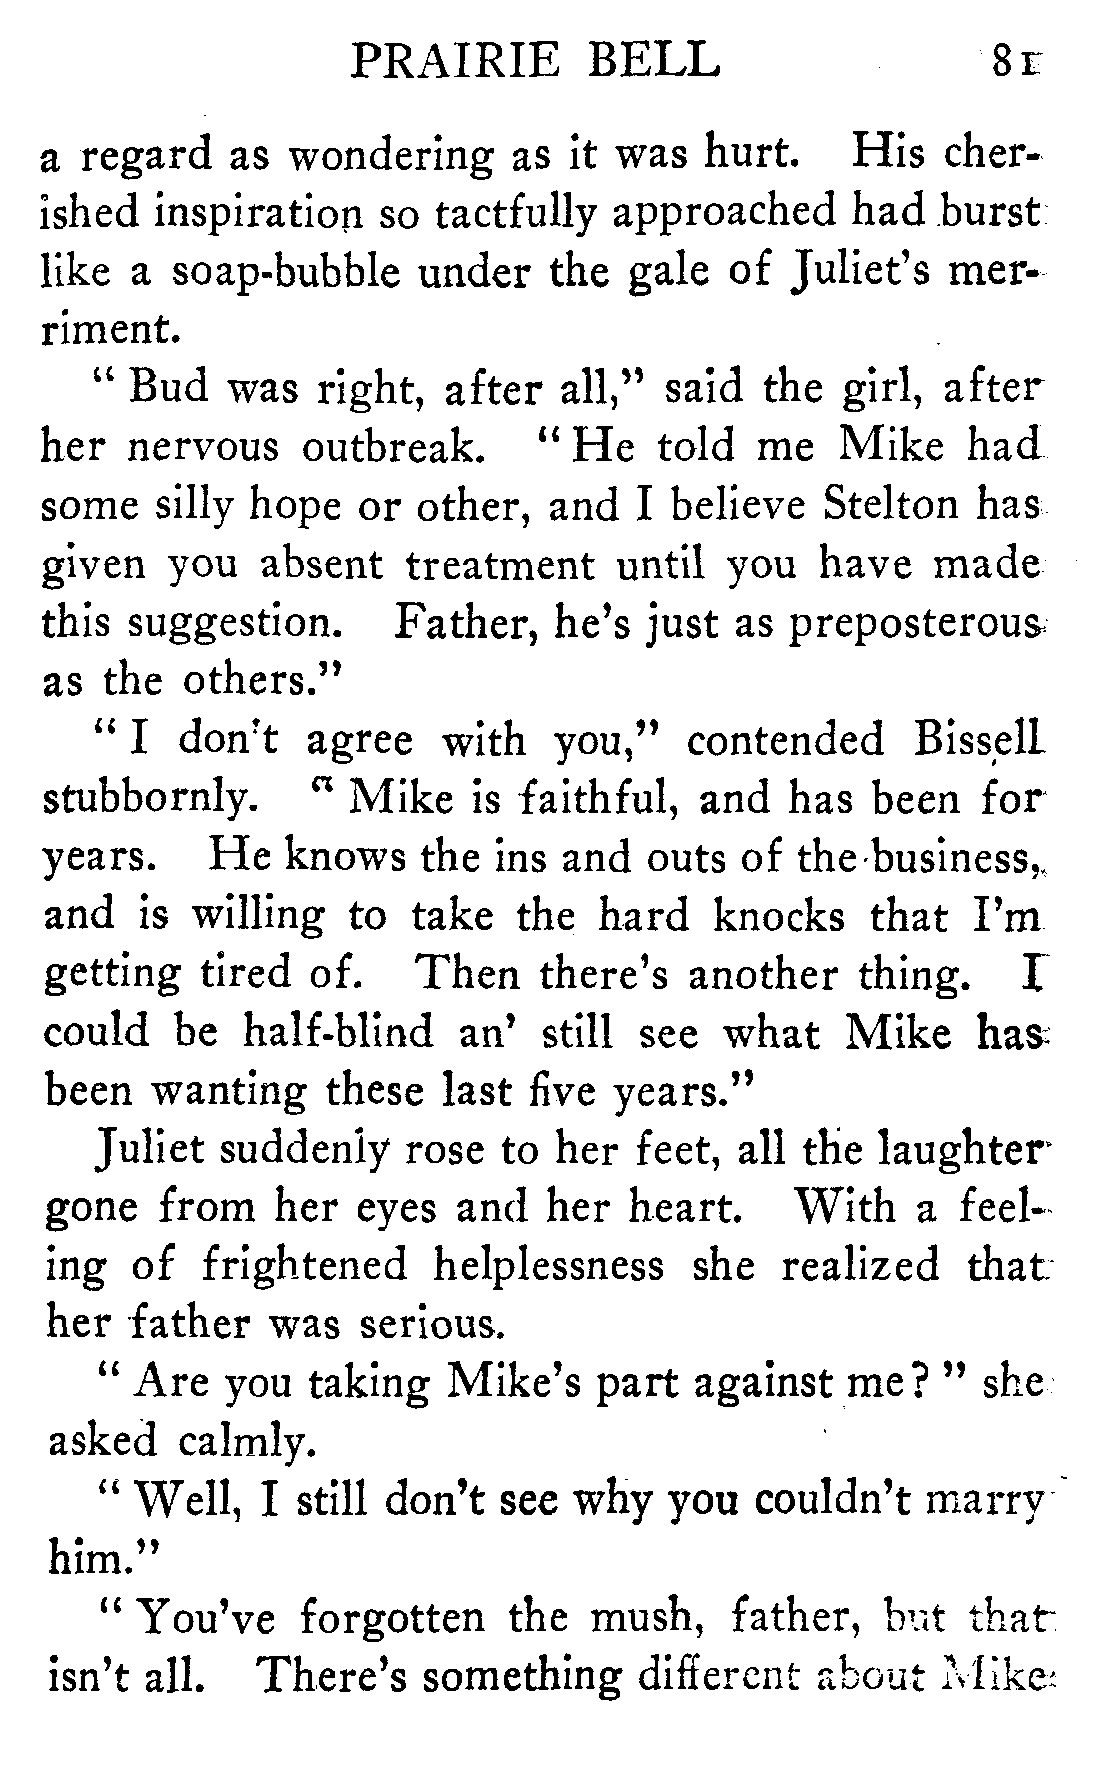 PRAIRIE BELL 81
a regard as wondering as it was hurt. His cher-
ished inspiration so tactfully approached had burst
like a soap-bubble under the gale of Juliet's mer-
riment.
" Bud was right, after all," said the girl, after
her nervous outbreak. " He told me Mike had
some silly hope or other, and I believe Stelton has
given you absent treatment until you have made
this suggestion. Father, he's just as preposterous
as the others."
" I don't agree with you," contended Bissell
stubbornly. " Mike is faithful, and has been for
years. He knows the ins and outs of the business,
and is willing to take the hard knocks that I'm
getting tired of. Then there's another thing. I
could be half-blind an' still see what Mike has
been wanting these last five years."
Juliet suddenly rose to her feet, all the laughter
gone from her eyes and her heart. With a feel-
ing of frightened helplessness she realized that
her father was serious.
" Are you taking Mike's part against me? " she
asked calmly.
" Well, I still don't see why you couldn't marry
him."
" You've forgotten the mush, father, but that
isn't all. There's something different about Mike